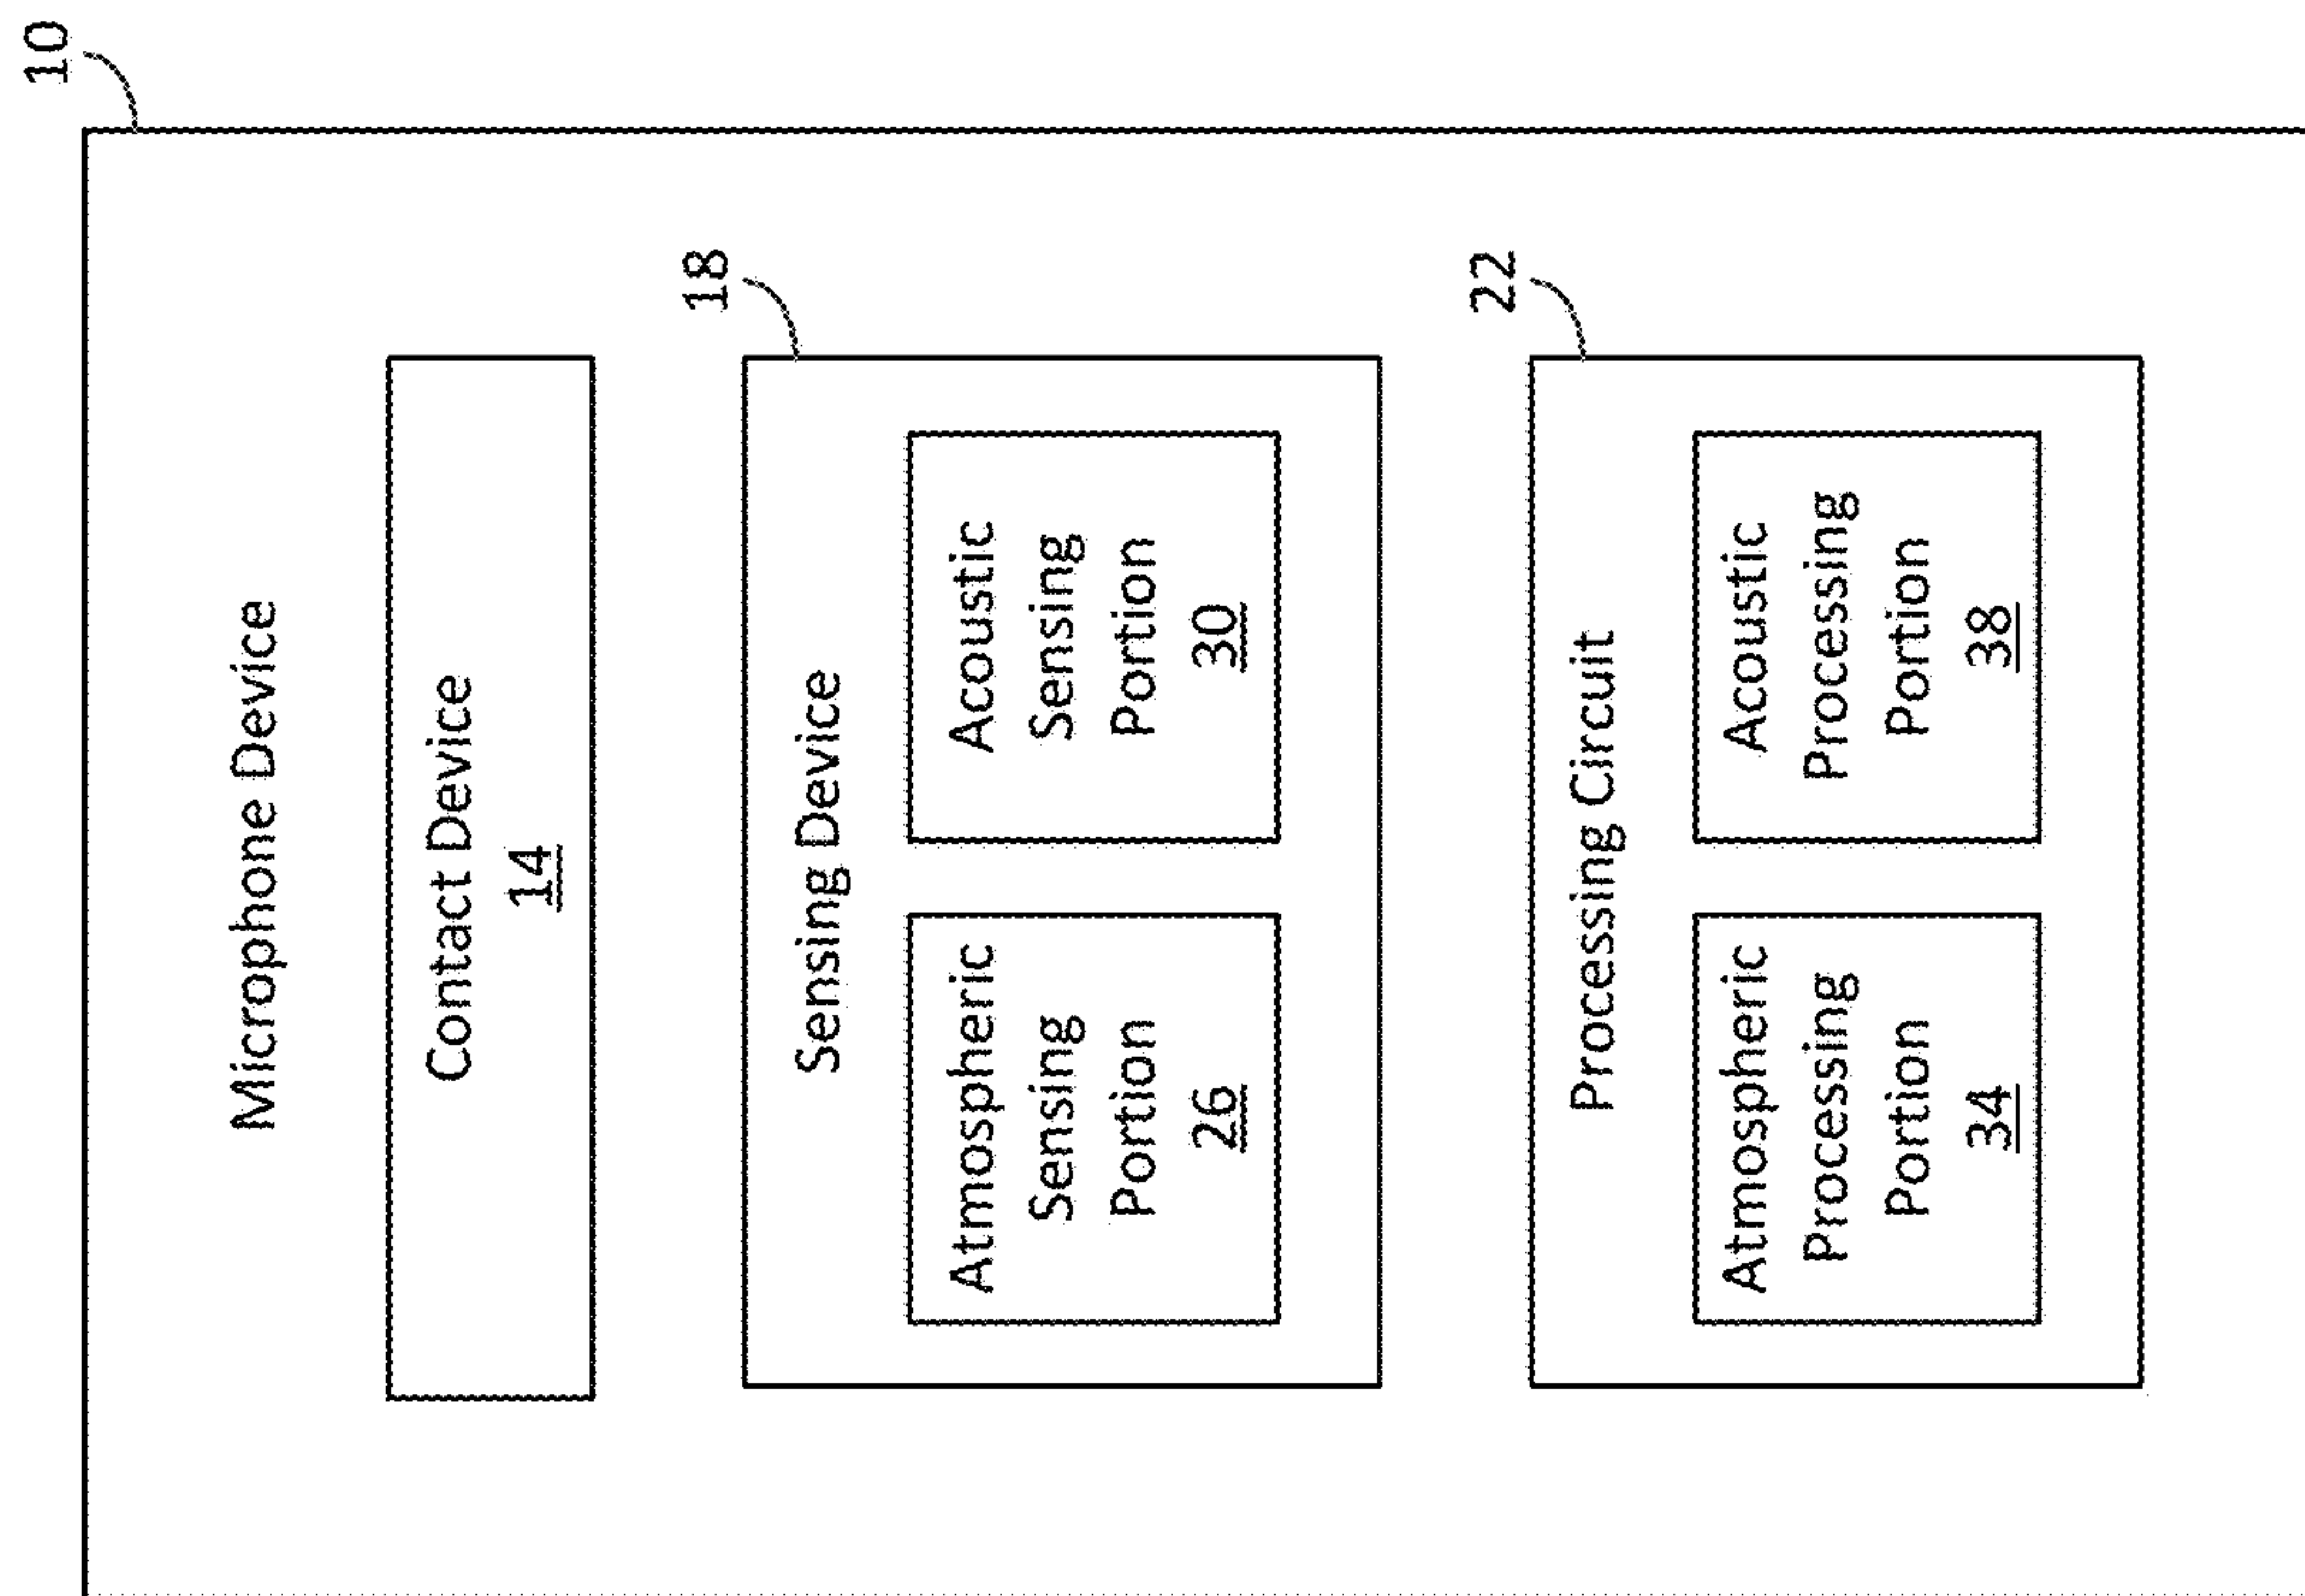 10
Microphone Device
Contact Device
14
18
Sensing Device
Atmospheric
Sensing
Portion
26
Acoustic
Sensing
Portion
30
22
Processing Circuit
Atmospheric
Processing
Portion
34
Acoustic
Processing
Portion
38